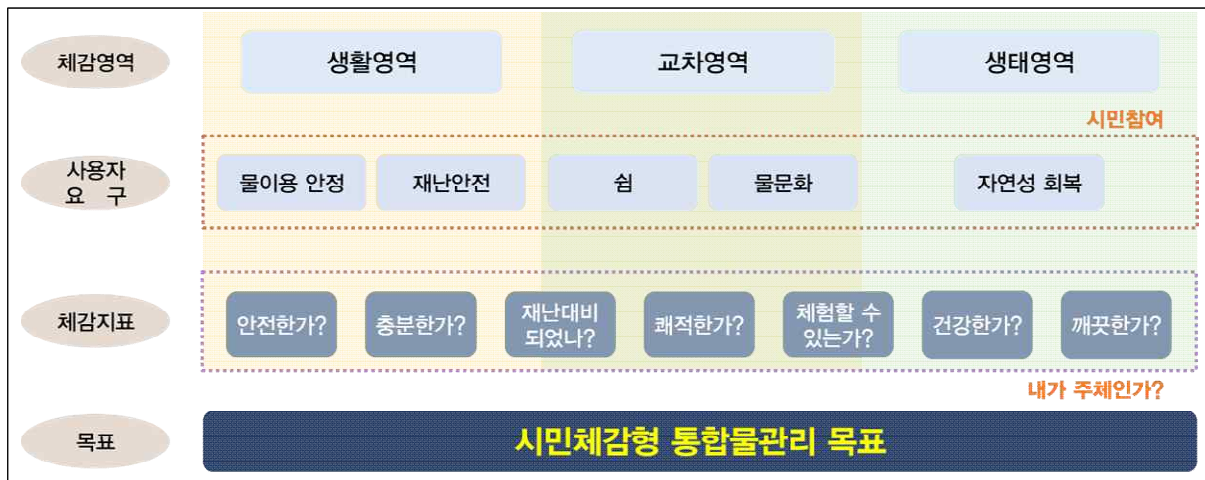 체감영역
생활영역
교차영역
생태영역
시민참여
사용자
요 구
물이용 안정
재난안전
쉼
물문화
자연성 회복
체감지표
안전한가?
충분한가?
재난대비
되었나?
쾌적한가?
체험할 수
있는가?
건강한가?
깨끗한가?
내가 주체인가?
목표
시민체감형 통합물관리 목표